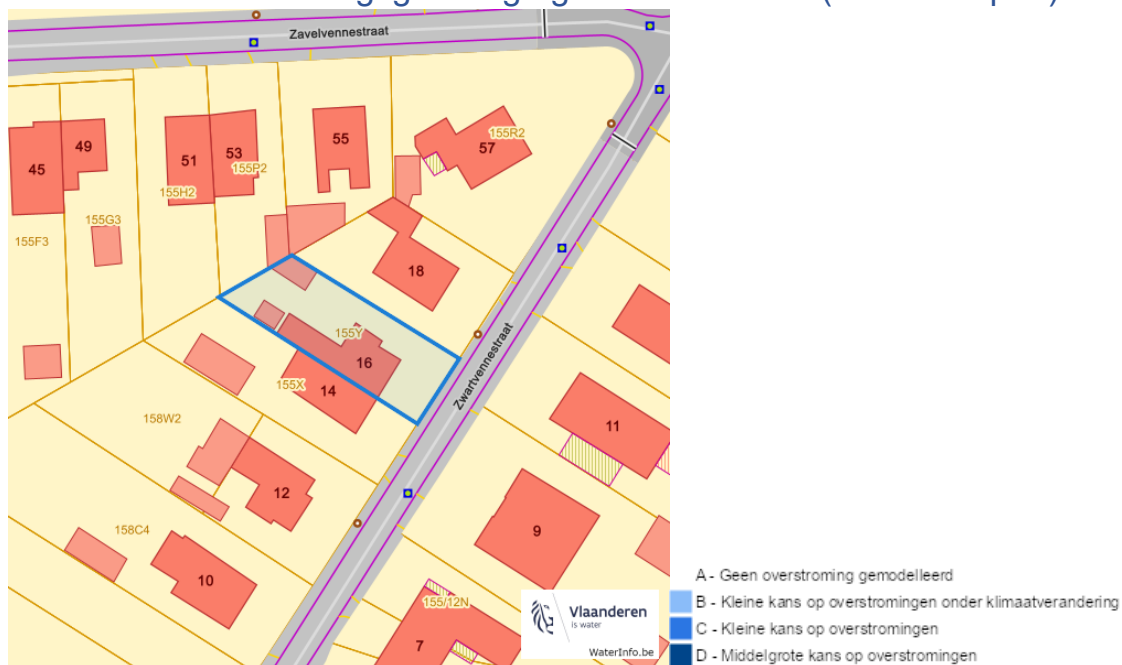 Zavelvennestraat
57
155R2
55
49
53
51
45
155P2
155H2
155G3
155F3
18
155Y
16
155X
14
Zwartvennestraat
158W2
11
12
9
158C4
10
155/12N
7
Vlaanderen
is water
WaterInfo.be
A - Geen overstroming gemodelleerd
B - Kleine kans op overstromingen onder klimaatverandering
C - Kleine kans op overstromingen
D - Middelgrote kans op overstromingen